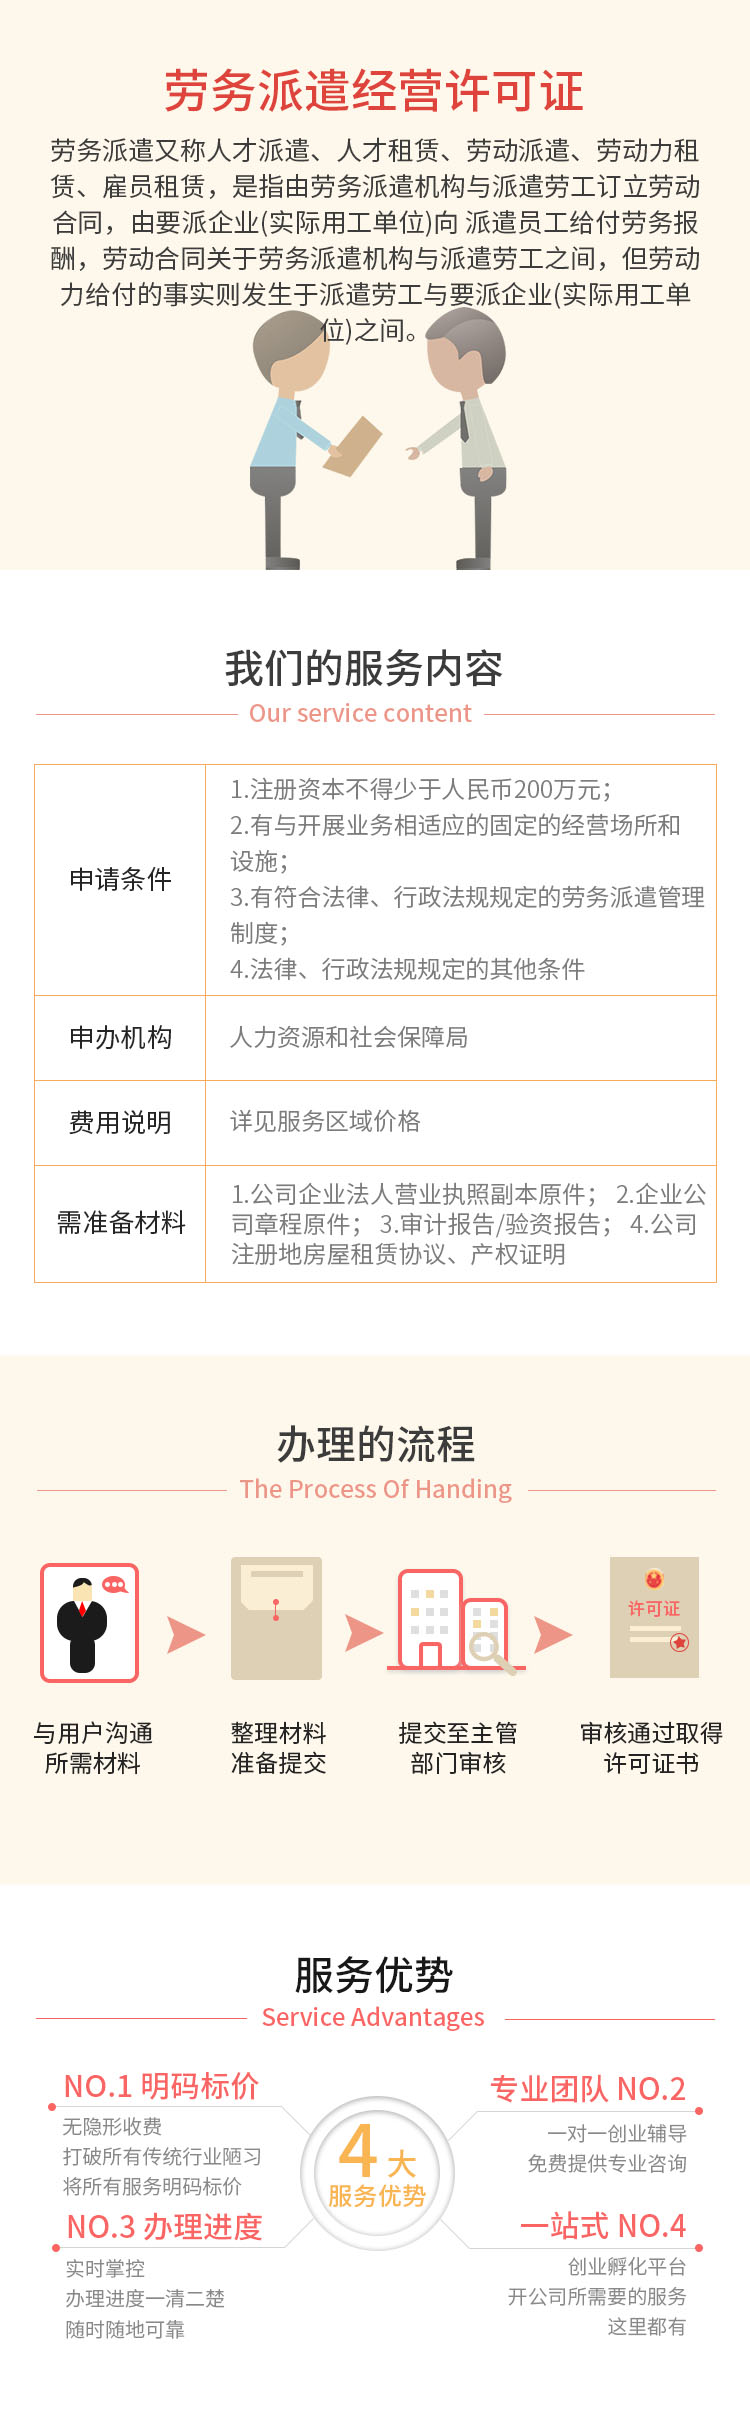 劳务派遣经营许可证
劳务派遣又称人才派遣、人才租赁、劳动派遣、劳动力租
赁、雇员租赁，是指由劳务派遣机构与派遣劳工订立劳动
合同，由要派企业(实际用工单位)向 派遣员工给付劳务报
酬，劳动合同关于劳务派遣机构与派遣劳工之间，但劳动
力给付的事实则发生于派遣劳工与要派企业(实际用工单
位)之间。
我们的服务内容
Our service content
申请条件
1.注册资本不得少于人民币200万元；
2.有与开展业务相适应的固定的经营场所和
设施；
3.有符合法律、行政法规规定的劳务派遣管理
制度；
4.法律、行政法规规定的其他条件
申办机构
人力资源和社会保障局
费用说明
详见服务区域价格
需准备材料
1.公司企业法人营业执照副本原件； 2.企业公
司章程原件； 3.审计报告/验资报告； 4.公司
注册地房屋租赁协议、产权证明
办理的流程
The Process Of Handing
许可证
与用户沟通
所需材料
整理材料
准备提交
提交至主管
部门审核
审核通过取得
许可证书
服务优势
Service Advantages
NO.1 明码标价
无隐形收费
打破所有传统行业陋习
将所有服务明码标价
专业团队 NO.2
一对一创业辅导
免费提供专业咨询
4大
服务优势
NO.3 办理进度
实时掌控
办理进度一清二楚
随时随地可靠
一站式 NO.4
创业孵化平台
开公司所需要的服务
这里都有